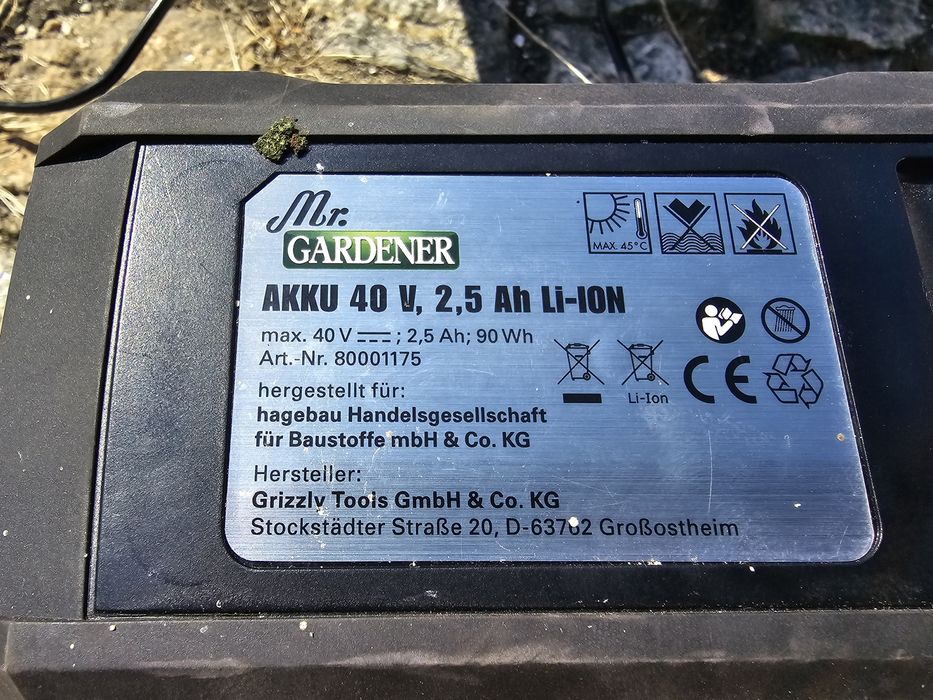 Mr.
GARDENER
MAX. 45°C
AKKU 40 V, 2,5 Ah Li-ION
max. 40 V ⎓; 2,5 Ah; 90 Wh
Art.-Nr. 80001175
Li-Ion
CE
hergestellt für:
hagebau Handelsgesellschaft
für Baustoffe mbH & Co. KG
Hersteller:
Grizzly Tools GmbH & Co. KG
Stockstädter Straße 20, D-63762 Großostheim